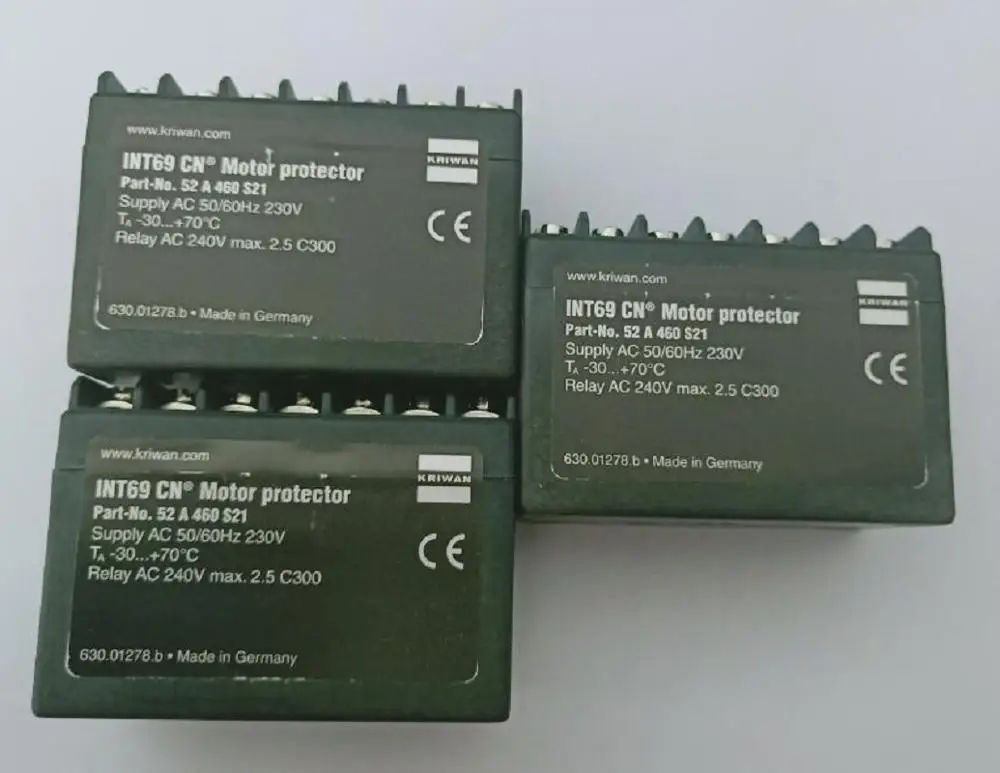 www.kriwan.com
KRIWAN
INT69 CN® Motor protector
Part-No. 52 A 460 S21
Supply AC 50/60Hz 230V
TA -30...+70°C
Relay AC 240V max. 2.5 C300
CE
630.01278.b • Made in Germany
www.kriwan.com
KRIWAN
INT69 CN® Motor protector
Part-No. 52 A 460 S21
Supply AC 50/60Hz 230V
TA -30...+70°C
Relay AC 240V max. 2.5 C300
CE
630.01278.b • Made in Germany
www.kriwan.com
KRIWAN
INT69 CN® Motor protector
Part-No. 52 A 460 S21
Supply AC 50/60Hz 230V
TA -30...+70°C
Relay AC 240V max. 2.5 C300
CE
630.01278.b • Made in Germany